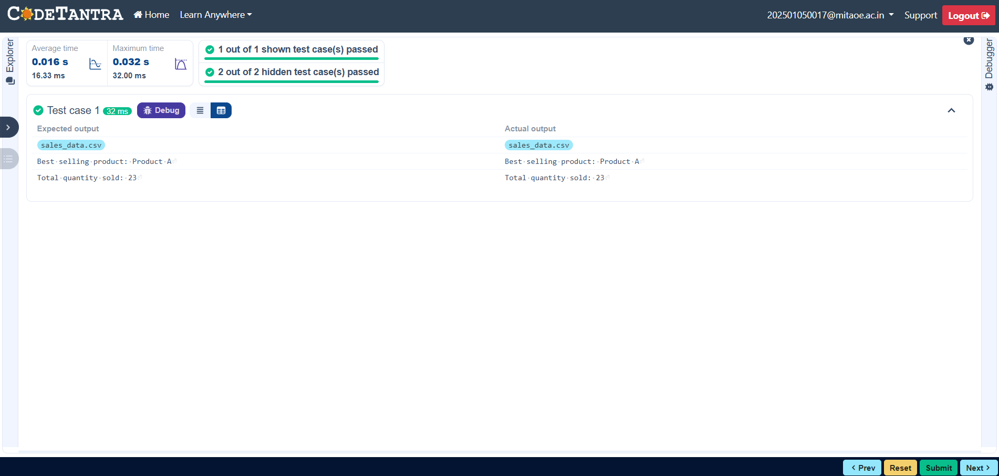 CODETANTRA Home Learn Anywhere 202501050017@mitaoe.ac.in Support Logout
Explorer
Average time
0.016 s
16.33 ms
Maximum time
0.032 s
32.00 ms
1 out of 1 shown test case(s) passed
2 out of 2 hidden test case(s) passed
Debugger
Test case 1 32 ms Debug
Expected output Actual output
sales_data.csv sales_data.csv
Best·selling·product:·Product·A Best·selling·product:·Product·A
Total·quantity·sold:·23 Total·quantity·sold:·23
Prev Reset Submit Next